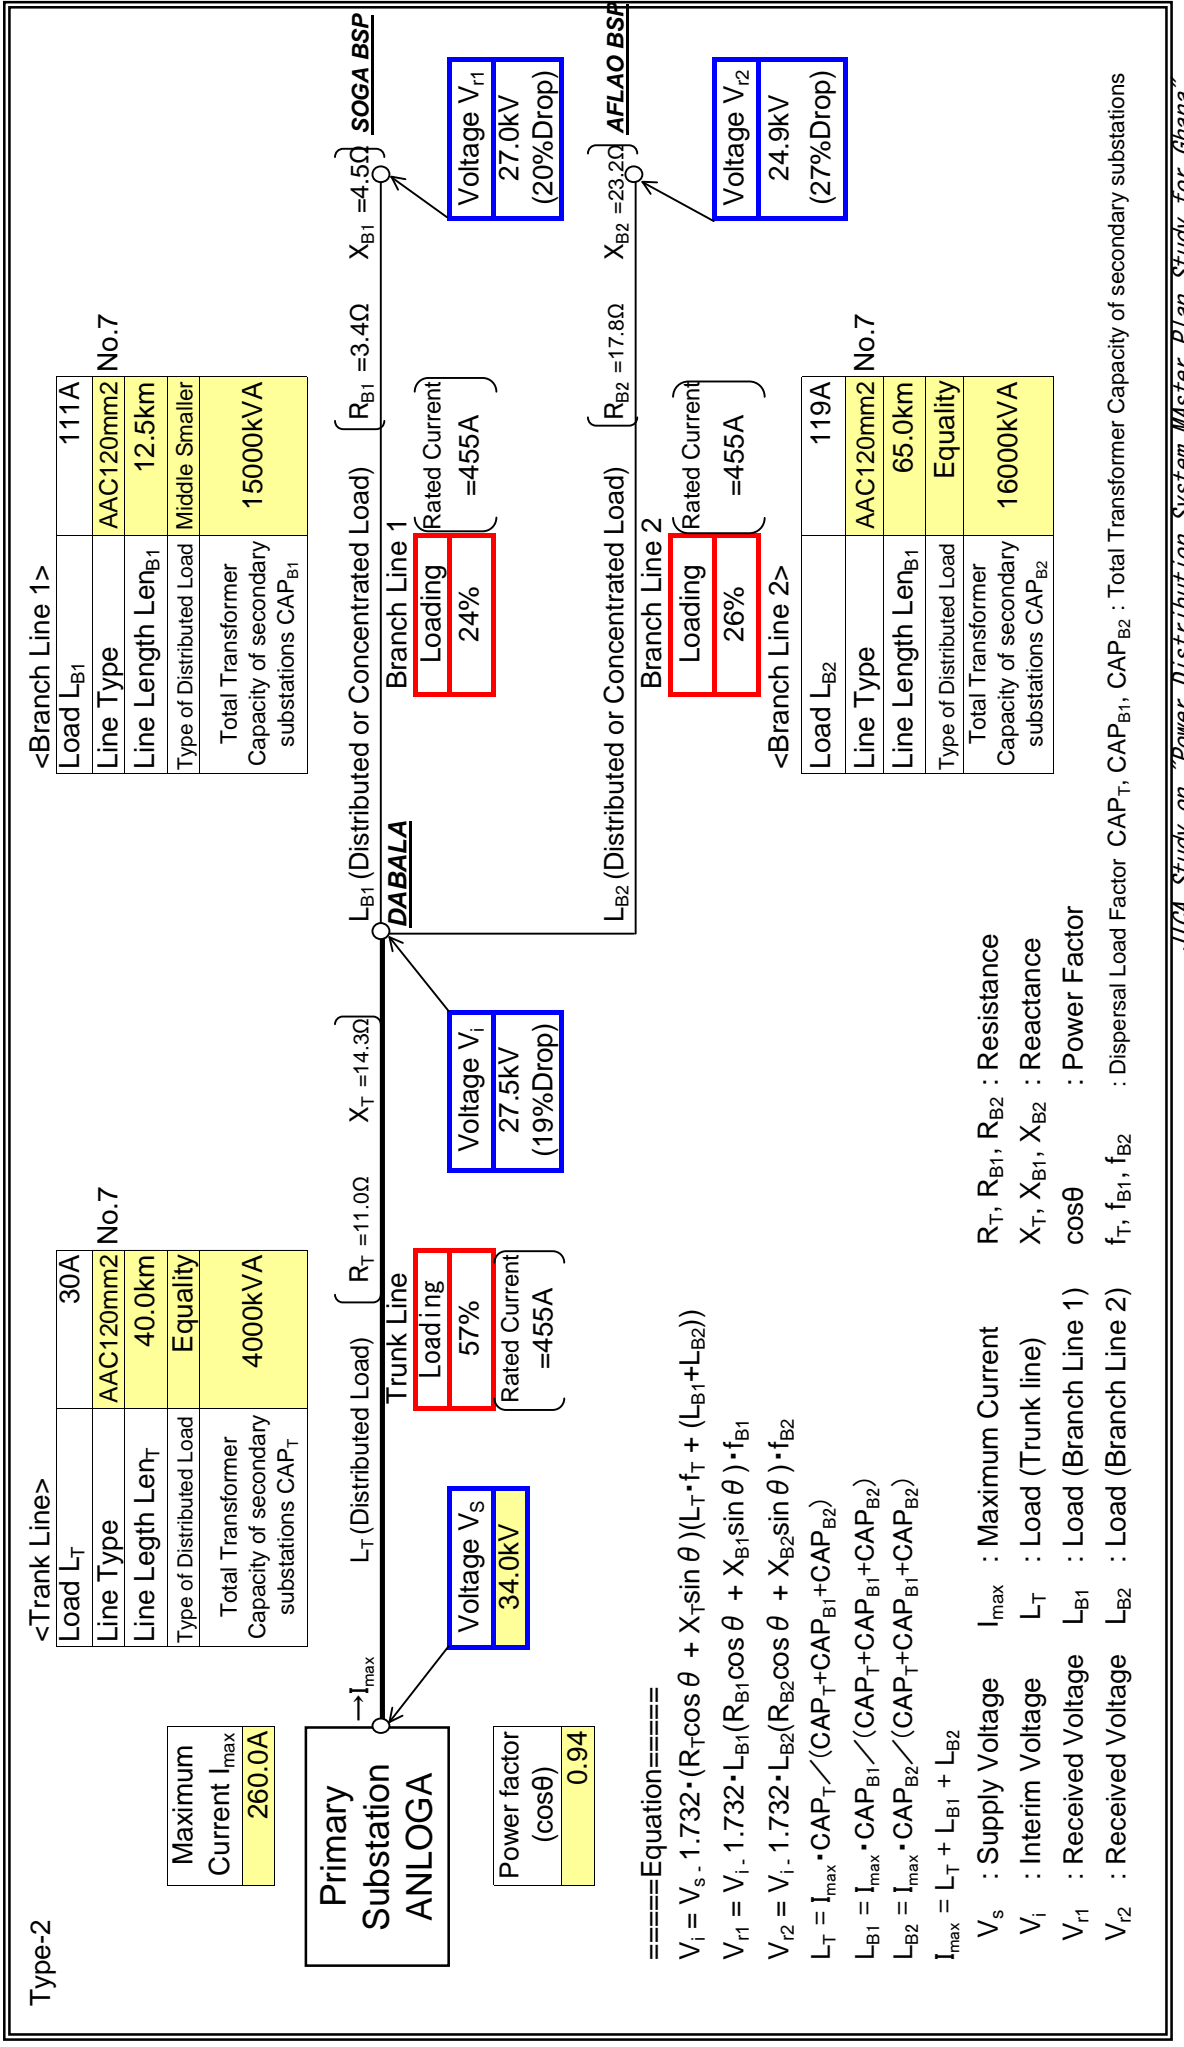 Type-2
<Trank Line>
Load LT 30A
Line Type AAC120mm2 No.7
Line Legth LenT 40.0km
Type of Distributed Load Equality
Total Transformer
Capacity of secondary
substations CAPT 4000kVA
<Branch Line 1>
Load LB1 111A
Line Type AAC120mm2 No.7
Line Length LenB1 12.5km
Type of Distributed Load Middle Smaller
Total Transformer
Capacity of secondary
substations CAPB1 15000kVA
Maximum
Current Imax
260.0A
Primary
Substation
ANLOGA
→Imax
LT (Distributed Load)
RT =11.0Ω XT =14.3Ω
LB1 (Distributed or Concentrated Load)
RB1 =3.4Ω XB1 =4.5Ω
SOGA BSP
Trunk Line
Loading
57%
Rated Current
=455A
DABALA
Branch Line 1
Loading
24%
Rated Current
=455A
Voltage VS
34.0kV
Voltage Vi
27.5kV
(19%Drop)
Voltage Vr1
27.0kV
(20%Drop)
Power factor
(cosθ)
0.94
LB2 (Distributed or Concentrated Load)
RB2 =17.8Ω XB2 =23.2Ω
AFLAO BSP
Branch Line 2
Loading
26%
Rated Current
=455A
Voltage Vr2
24.9kV
(27%Drop)
<Branch Line 2>
Load LB2 119A
Line Type AAC120mm2 No.7
Line Length LenB1 65.0km
Type of Distributed Load Equality
Total Transformer
Capacity of secondary
substations CAPB2 16000kVA
=====Equation=====
Vi = Vs - 1.732・(RTcosθ + XTsinθ)(LT・fT + (LB1+LB2))
Vr1 = Vi - 1.732・LB1(RB1cosθ + XB1sinθ)・fB1
Vr2 = Vi - 1.732・LB2(RB2cosθ + XB2sinθ)・fB2
LT = Imax・CAPT／(CAPT+CAPB1+CAPB2)
LB1 = Imax・CAPB1／(CAPT+CAPB1+CAPB2)
LB2 = Imax・CAPB2／(CAPT+CAPB1+CAPB2)
Imax = LT + LB1 + LB2
Vs : Supply Voltage Imax : Maximum Current RT, RB1, RB2 : Resistance
Vi : Interim Voltage LT : Load (Trunk line) XT, XB1, XB2 : Reactance
Vr1 : Received Voltage LB1 : Load (Branch Line 1) cosθ : Power Factor
Vr2 : Received Voltage LB2 : Load (Branch Line 2) fT, fB1, fB2 : Dispersal Load Factor CAPT, CAPB1, CAPB2 : Total Transformer Capacity of secondary substations
<JICA Study on "Power Distribution System MAster Plan Study for Ghana"